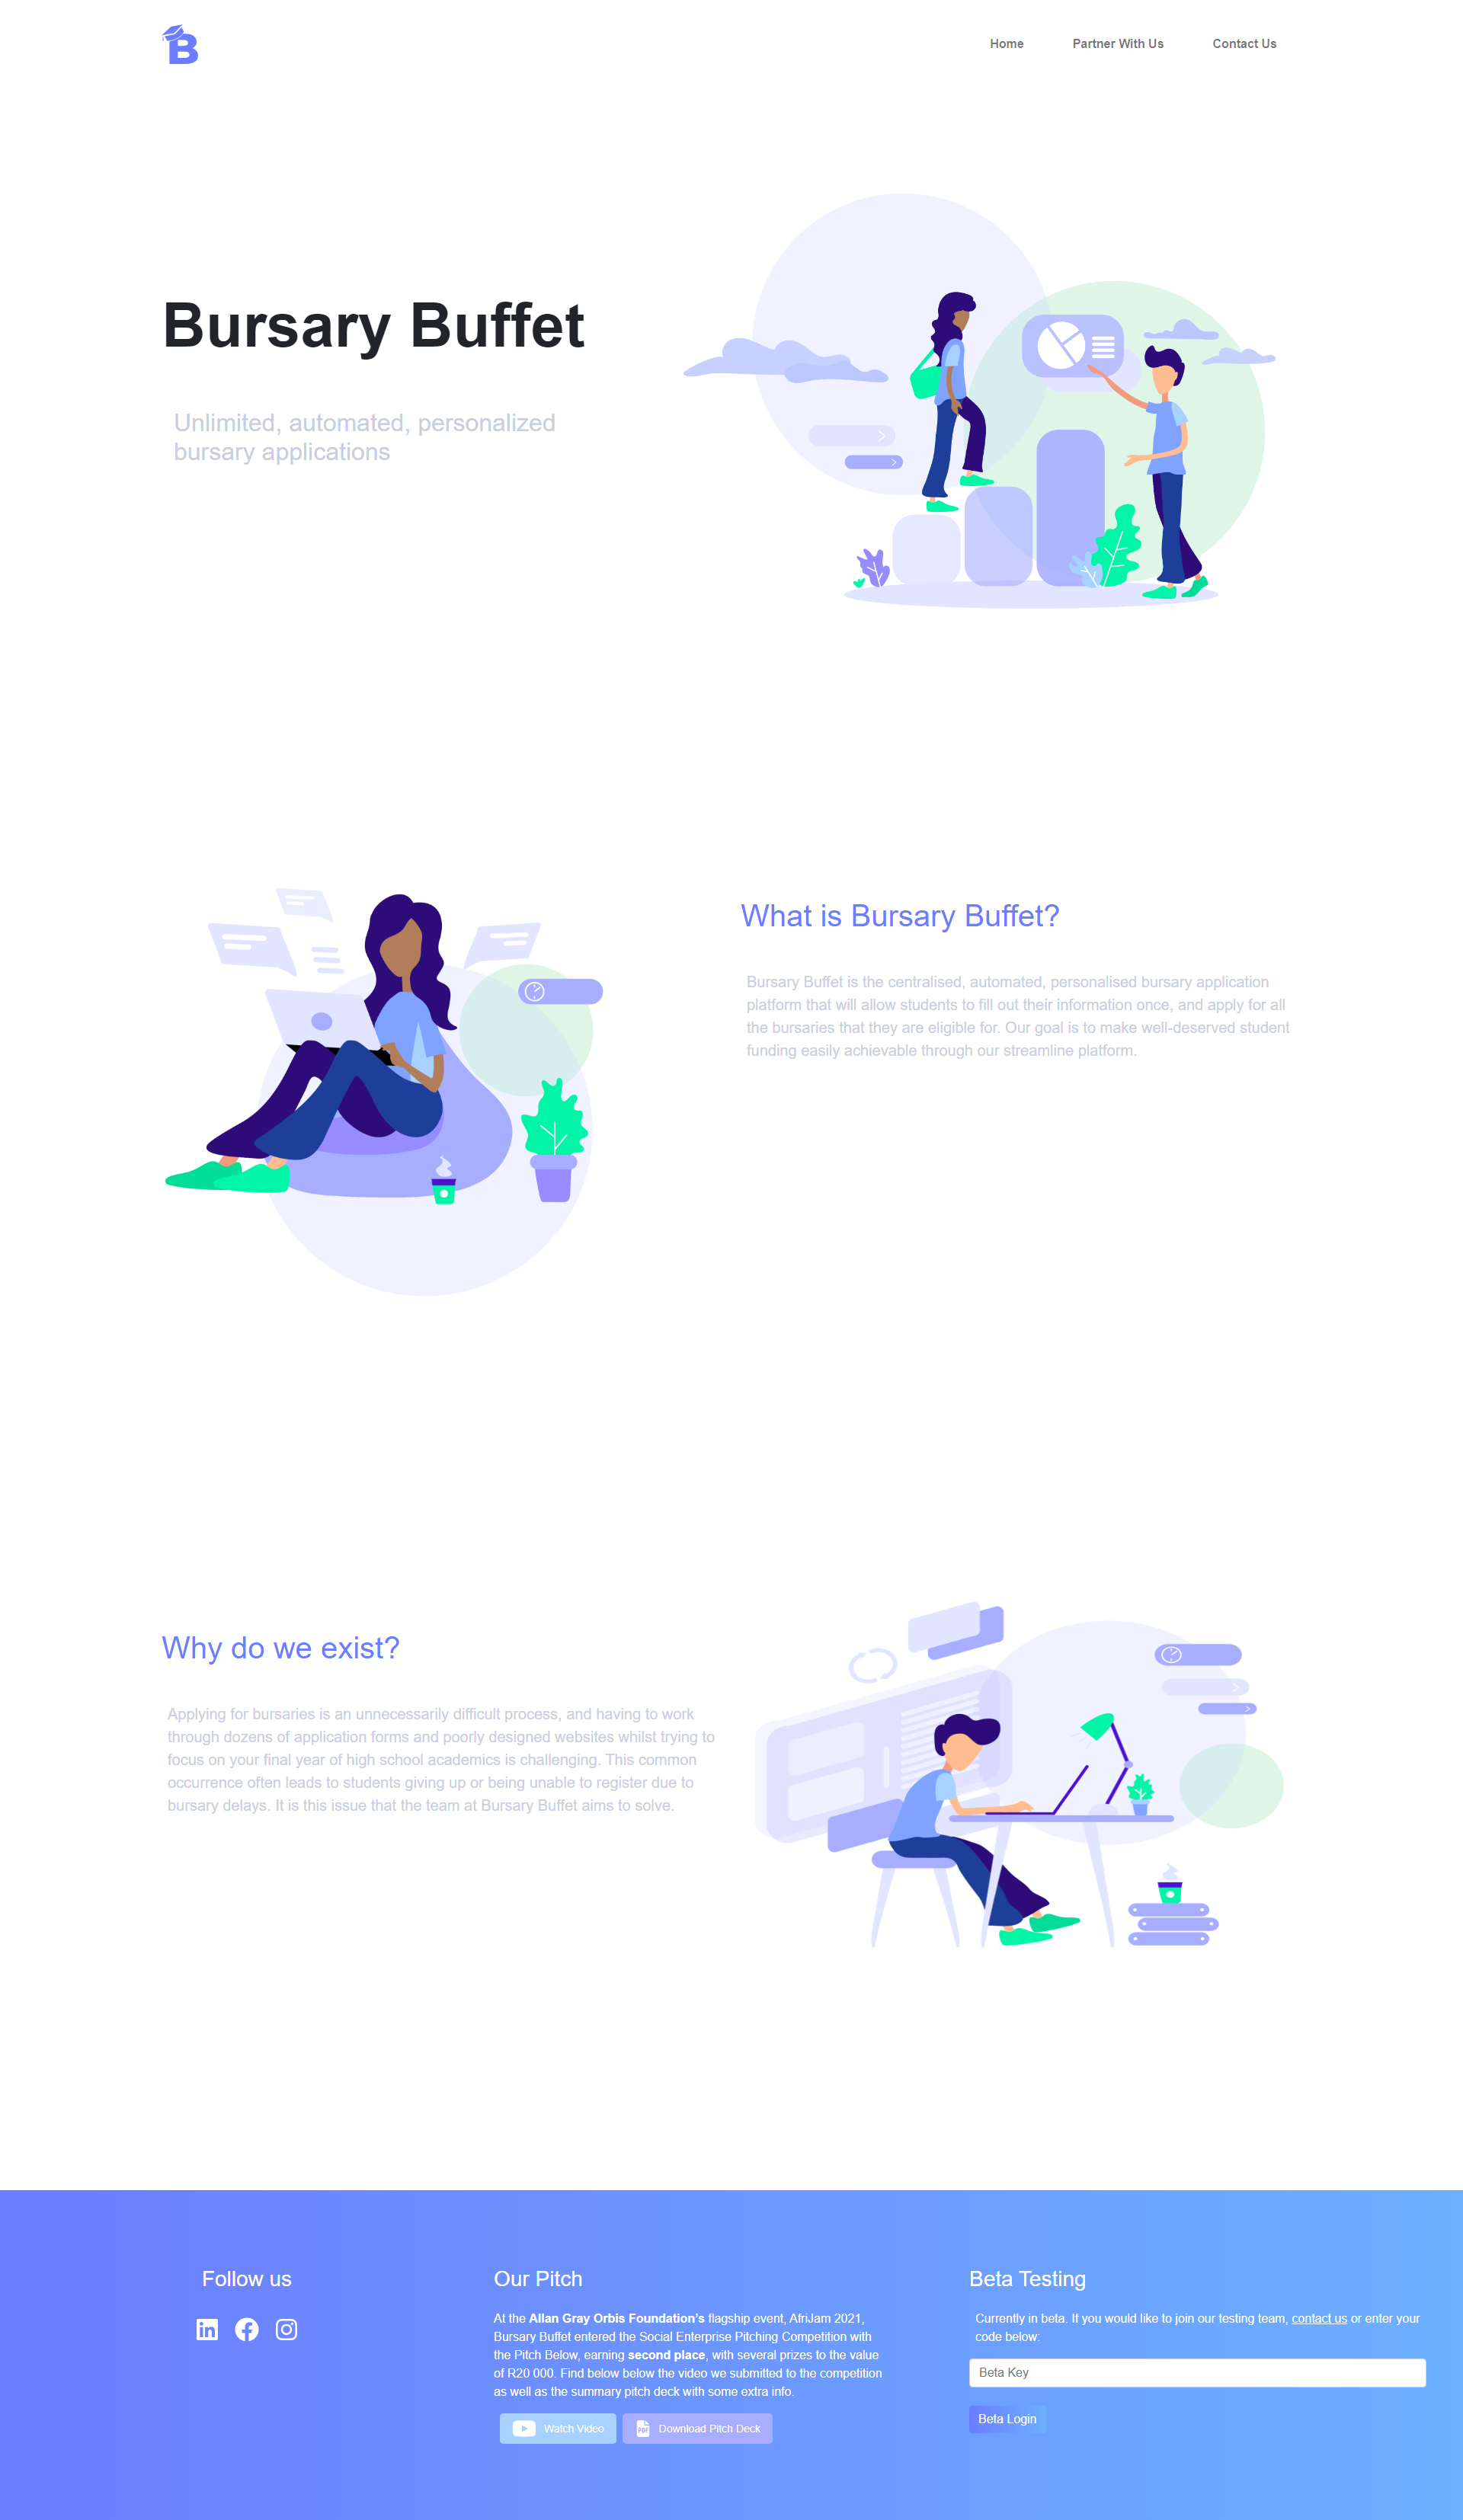 B
Home
Partner With Us
Contact Us
Bursary Buffet
Unlimited, automated, personalized
bursary applications
What is Bursary Buffet?
Bursary Buffet is the centralised, automated, personalised bursary application
platform that will allow students to fill out their information once, and apply for all
the bursaries that they are eligible for. Our goal is to make well-deserved student
funding easily achievable through our streamline platform.
Why do we exist?
Applying for bursaries is an unnecessarily difficult process, and having to work
through dozens of application forms and poorly designed websites whilst trying to
focus on your final year of high school academics is challenging. This common
occurrence often leads to students giving up or being unable to register due to
bursary delays. It is this issue that the team at Bursary Buffet aims to solve.
Follow us
in
Our Pitch
At the Allan Gray Orbis Foundation's flagship event, AfriJam 2021,
Bursary Buffet entered the Social Enterprise Pitching Competition with
the Pitch Below, earning second place, with several prizes to the value
of R20 000. Find below below the video we submitted to the competition
as well as the summary pitch deck with some extra info.
Watch Video
PDF
Download Pitch Deck
Beta Testing
Currently in beta. If you would like to join our testing team, contact us or enter your
code below:
Beta Key
Beta Login